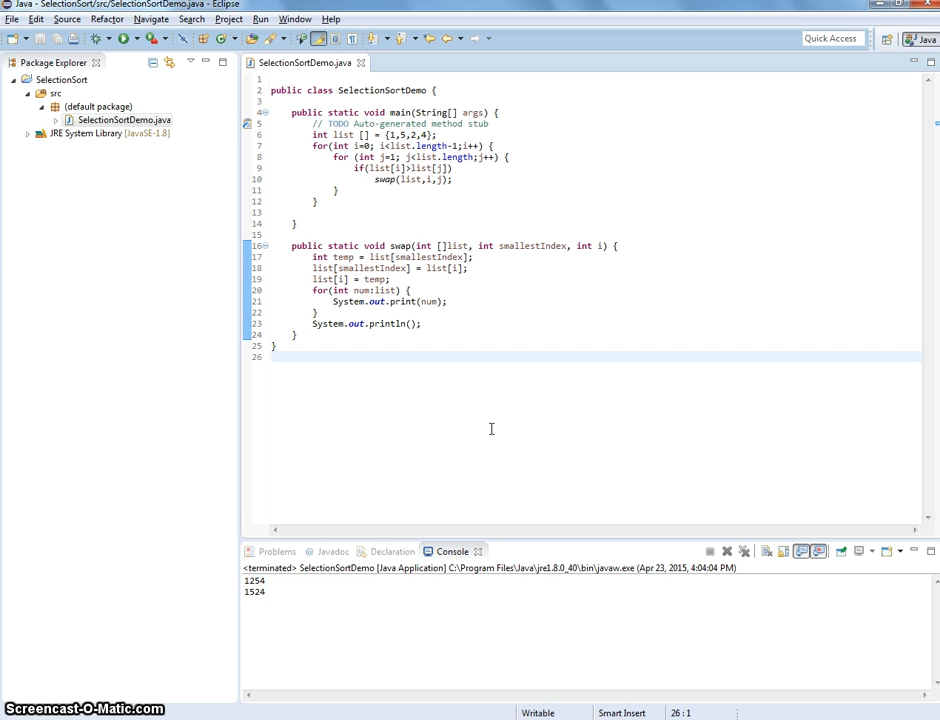 Java - SelectionSort/src/SelectionSortDemo.java - Eclipse
File Edit Source Refactor Navigate Search Project Run Window Help
Quick Access
Java
Package Explorer
SelectionSort
src
(default package)
SelectionSortDemo.java
JRE System Library [JavaSE-1.8]
SelectionSortDemo.java
1
2 public class SelectionSortDemo {
3
4 public static void main(String[] args) {
5 // TODO Auto-generated method stub
6 int list [] = {1,5,2,4};
7 for(int i=0; i<list.length-1;i++) {
8 for (int j=1; j<list.length;j++) {
9 if(list[i]>list[j])
10 swap(list,i,j);
11 }
12 }
13
14 }
15
16 public static void swap(int []list, int smallestIndex, int i) {
17 int temp = list[smallestIndex];
18 list[smallestIndex] = list[i];
19 list[i] = temp;
20 for(int num:list) {
21 System.out.print(num);
22 }
23 System.out.println();
24 }
25 }
26
Problems @ Javadoc Declaration Console
<terminated> SelectionSortDemo [Java Application] C:\Program Files\Java\jre1.8.0_40\bin\javaw.exe (Apr 23, 2015, 4:04:04 PM)
1254
1524
Screencast-O-Matic.com
Writable Smart Insert 26 : 1